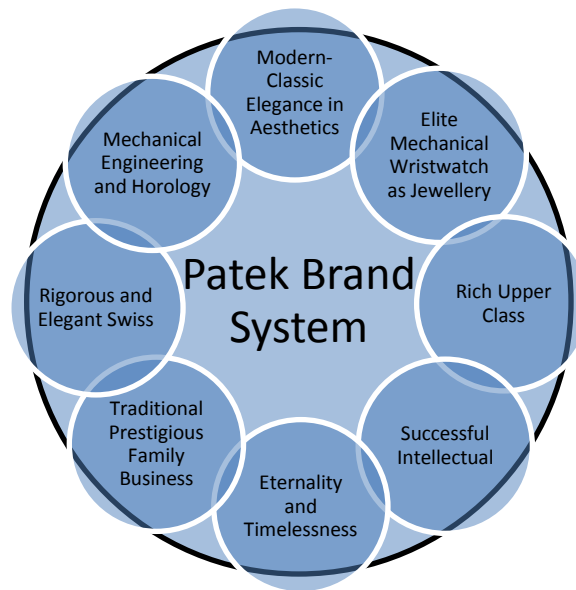 Modern-
Classic
Elegance in
Aesthetics
Elite
Mechanical
Wristwatch
as Jewellery
Rich Upper
Class
Successful
Intellectual
Eternality
and
Timelessness
Traditional
Prestigious
Family
Business
Rigorous and
Elegant Swiss
Mechanical
Engineering
and Horology
Patek Brand
System